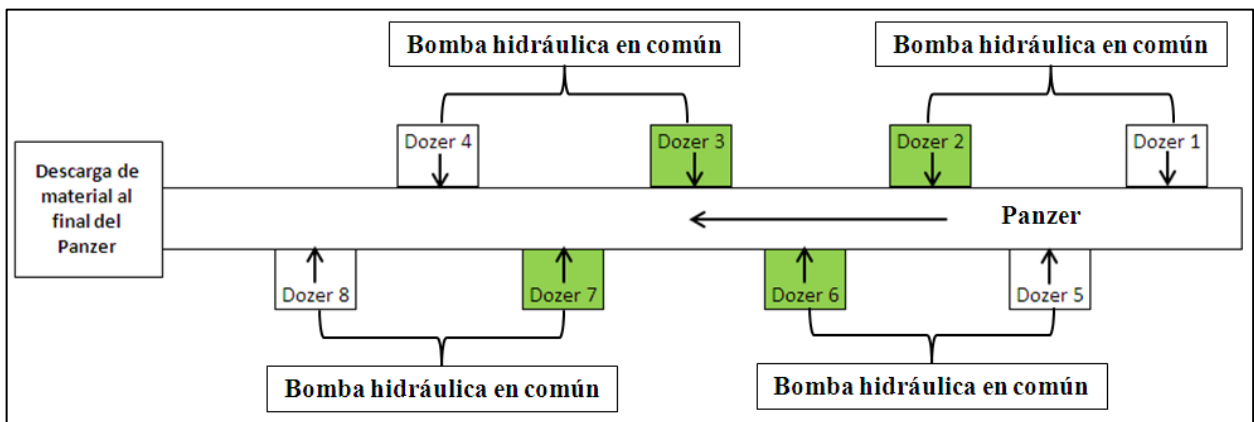 Bomba hidráulica en común
Bomba hidráulica en común
Dozer 4
Dozer 3
Dozer 2
Dozer 1
Descarga de
material al
final del
Panzer
Panzer
Dozer 8
Dozer 7
Dozer 6
Dozer 5
Bomba hidráulica en común
Bomba hidráulica en común